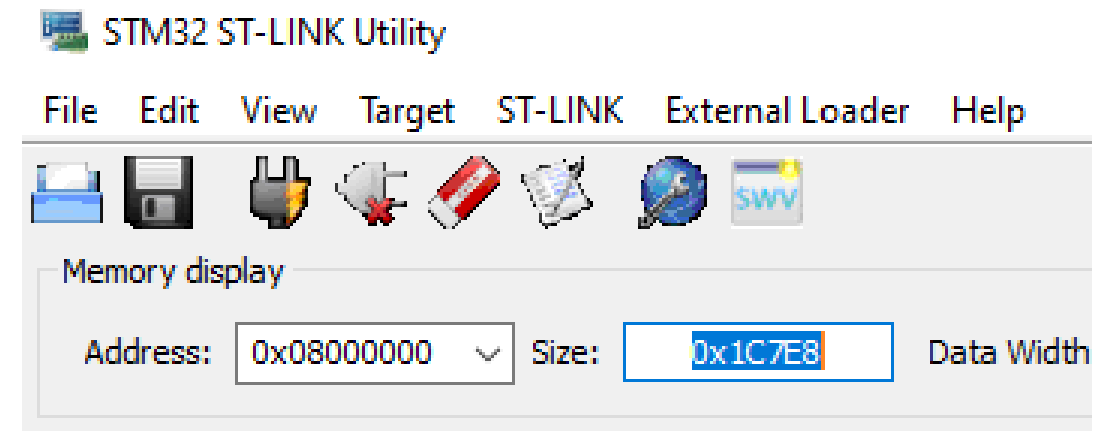 STM32 ST-LINK Utility
File Edit View Target ST-LINK External Loader Help
SWV
Memory display
Address: 0x08000000 Size: 0x1C7E8 Data Width